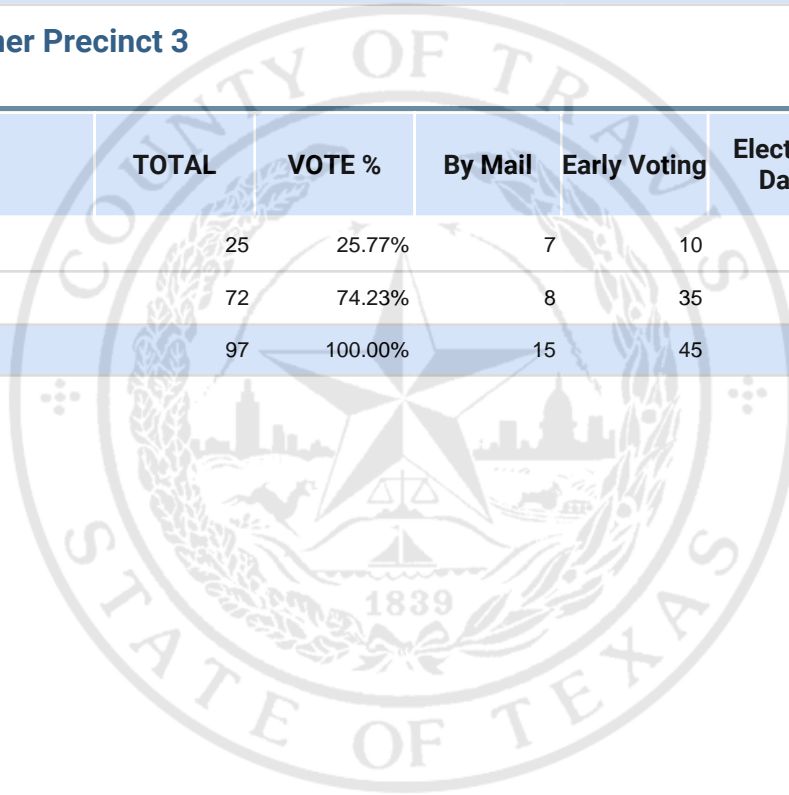 ner Precinct 3
TOTAL VOTE % By Mail Early Voting Elect
Da
25 25.77% 7 10
72 74.23% 8 35
97 100.00% 15 45
COUNTY OF TRAVIS
1839
STATE OF TEXAS